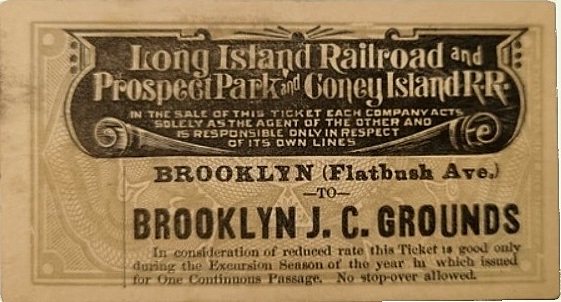 Long Island Railroad and
Prospect Park and Coney Island R.R.
IN THE SALE OF THIS TICKET EACH COMPANY ACTS
SOLELY AS THE AGENT OF THE OTHER AND
IS RESPONSIBLE ONLY IN RESPECT
OF ITS OWN LINES
BROOKLYN (Flatbush Ave.)
—TO—
BROOKLYN J. C. GROUNDS
In consideration of reduced rate this Ticket is good only
during the Excursion Season of the year in which issued
for One Continuous Passage. No stop-over allowed.